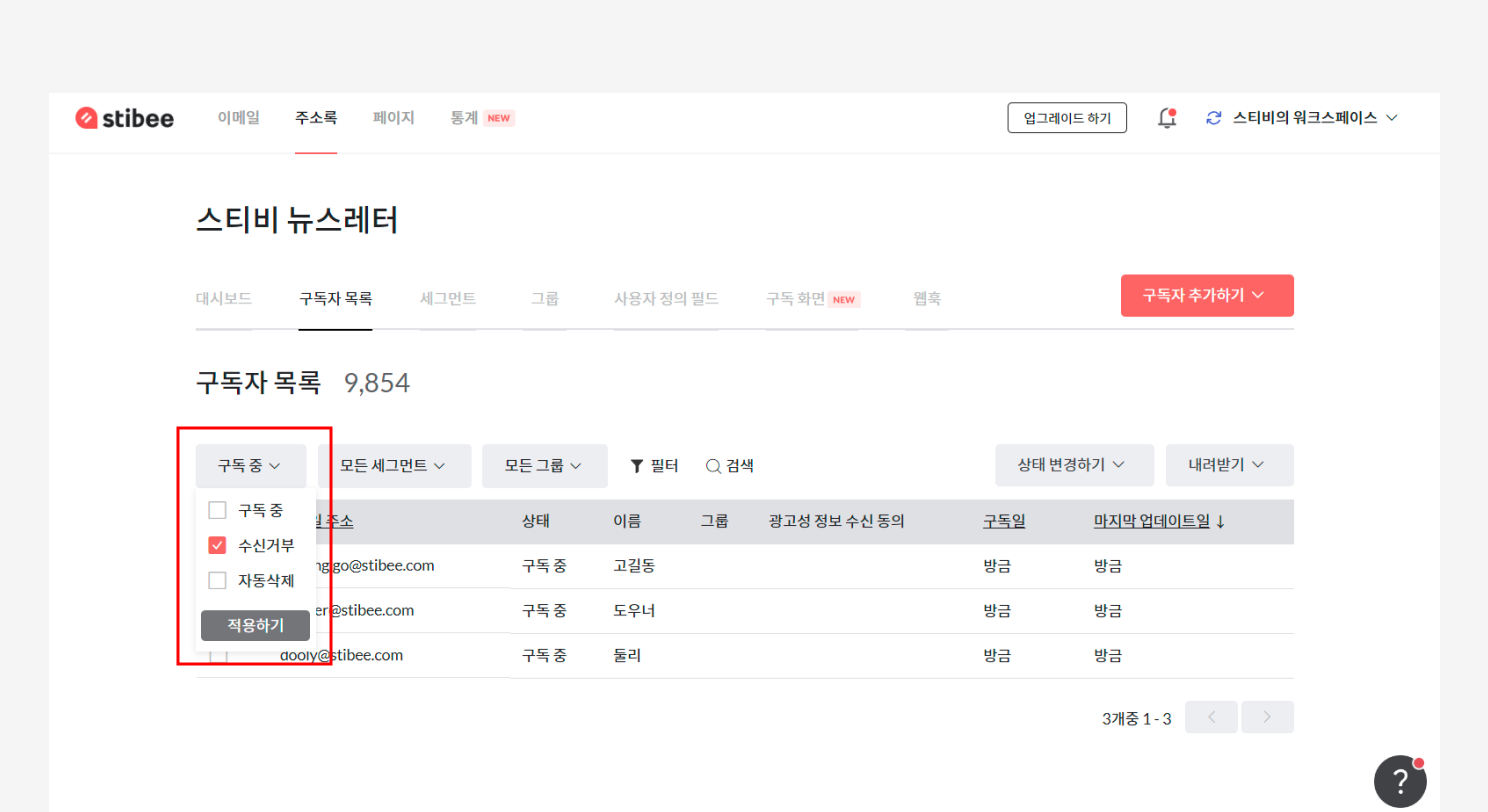 stibee 이메일 주소록 페이지 통계 NEW 업그레이드 하기 스티비의 워크스페이스
스티비 뉴스레터
대시보드 구독자 목록 세그먼트 그룹 사용자 정의 필드 구독 화면 NEW 웹훅 구독자 추가하기
구독자 목록 9,854
구독 중 모든 세그먼트 모든 그룹 필터 검색 상태 변경하기 내려받기
구독 중
수신거부
자동삭제
적용하기
주소 상태 이름 그룹 광고성 정보 수신 동의 구독일 마지막 업데이트일 ↓
go@stibee.com 구독 중 고길동 방금 방금
er@stibee.com 구독 중 도우너 방금 방금
dooly@stibee.com 구독 중 둘리 방금 방금
3개중 1 - 3
?